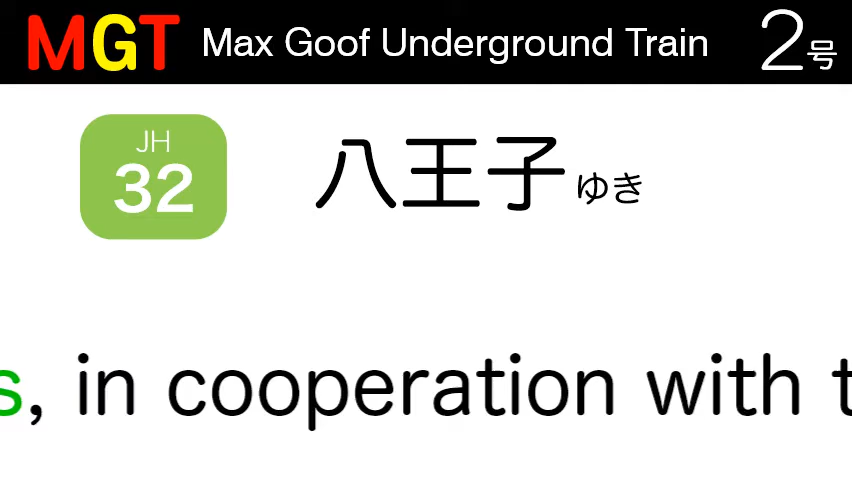 MGT Max Goof Underground Train 2号
JH
32
八王子ゆき
s, in cooperation with t